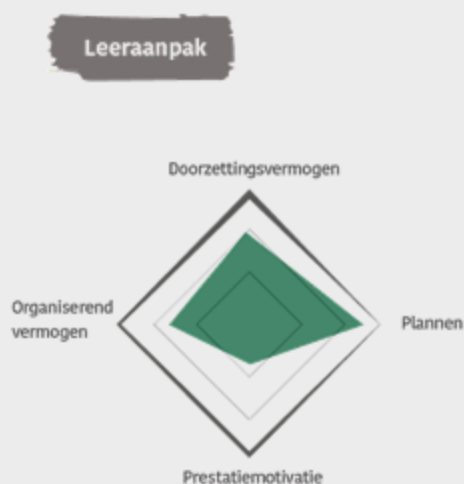 Leeraanpak
Doorzettingsvermogen
Organiserend
vermogen
Plannen
Prestatiemotivatie